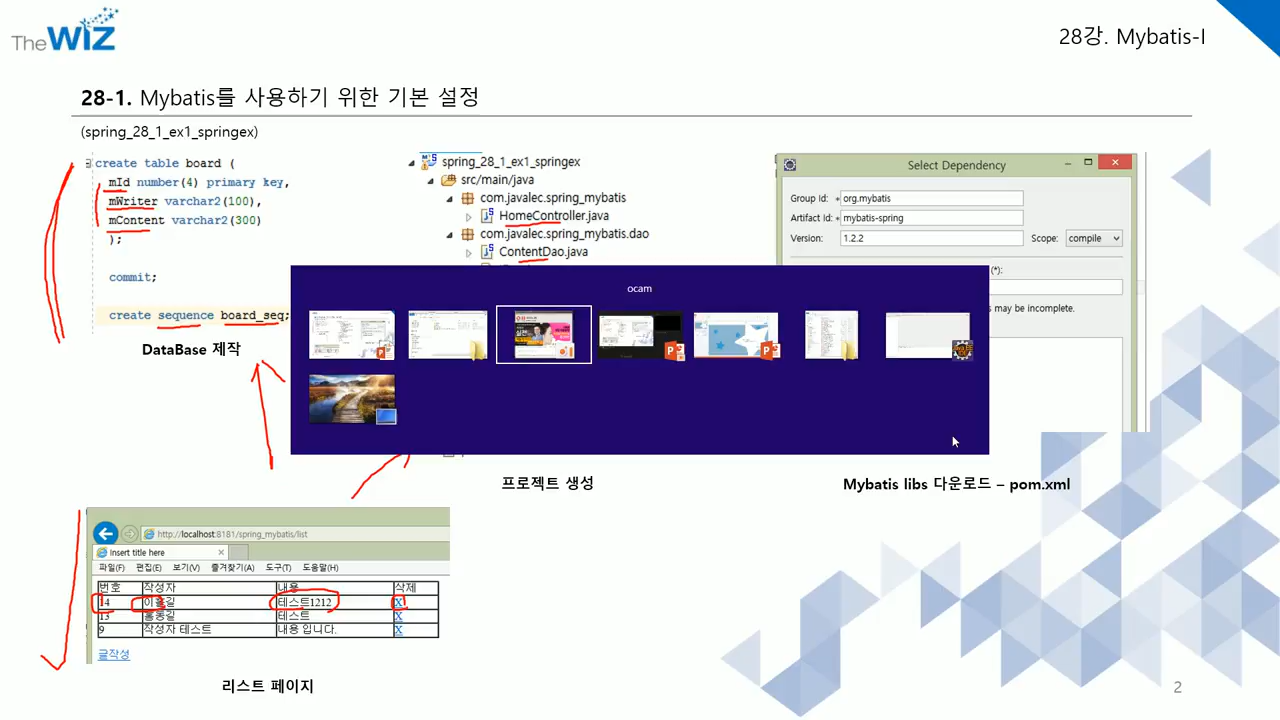 TheWIZ
28강. Mybatis-I
28-1. Mybatis를 사용하기 위한 기본 설정
(spring_28_1_ex1_springex)
create table board (
mId number(4) primary key,
mWriter varchar2(100),
mContent varchar2(300)
);
commit;
create sequence board_seq;
DataBase 제작
spring_28_1_ex1_springex
src/main/java
com.javalec.spring_mybatis
HomeController.java
com.javalec.spring_mybatis.dao
ContentDao.java
ocam
프로젝트 생성
Select Dependency
Group Id: * org.mybatis
Artifact Id: * mybatis-spring
Version: 1.2.2 Scope: compile
(*):
s may be incomplete.
Mybatis libs 다운로드 – pom.xml
http://localhost:8181/spring_mybatis/list
Insert title here
파일(F) 편집(E) 보기(V) 즐겨찾기(A) 도구(T) 도움말(H)
번호 작성자 내용 삭제
14 이홍길 테스트1212 X
13 홍동길 테스트 X
9 작성자 테스트 내용 입니다. X
글작성
리스트 페이지
2